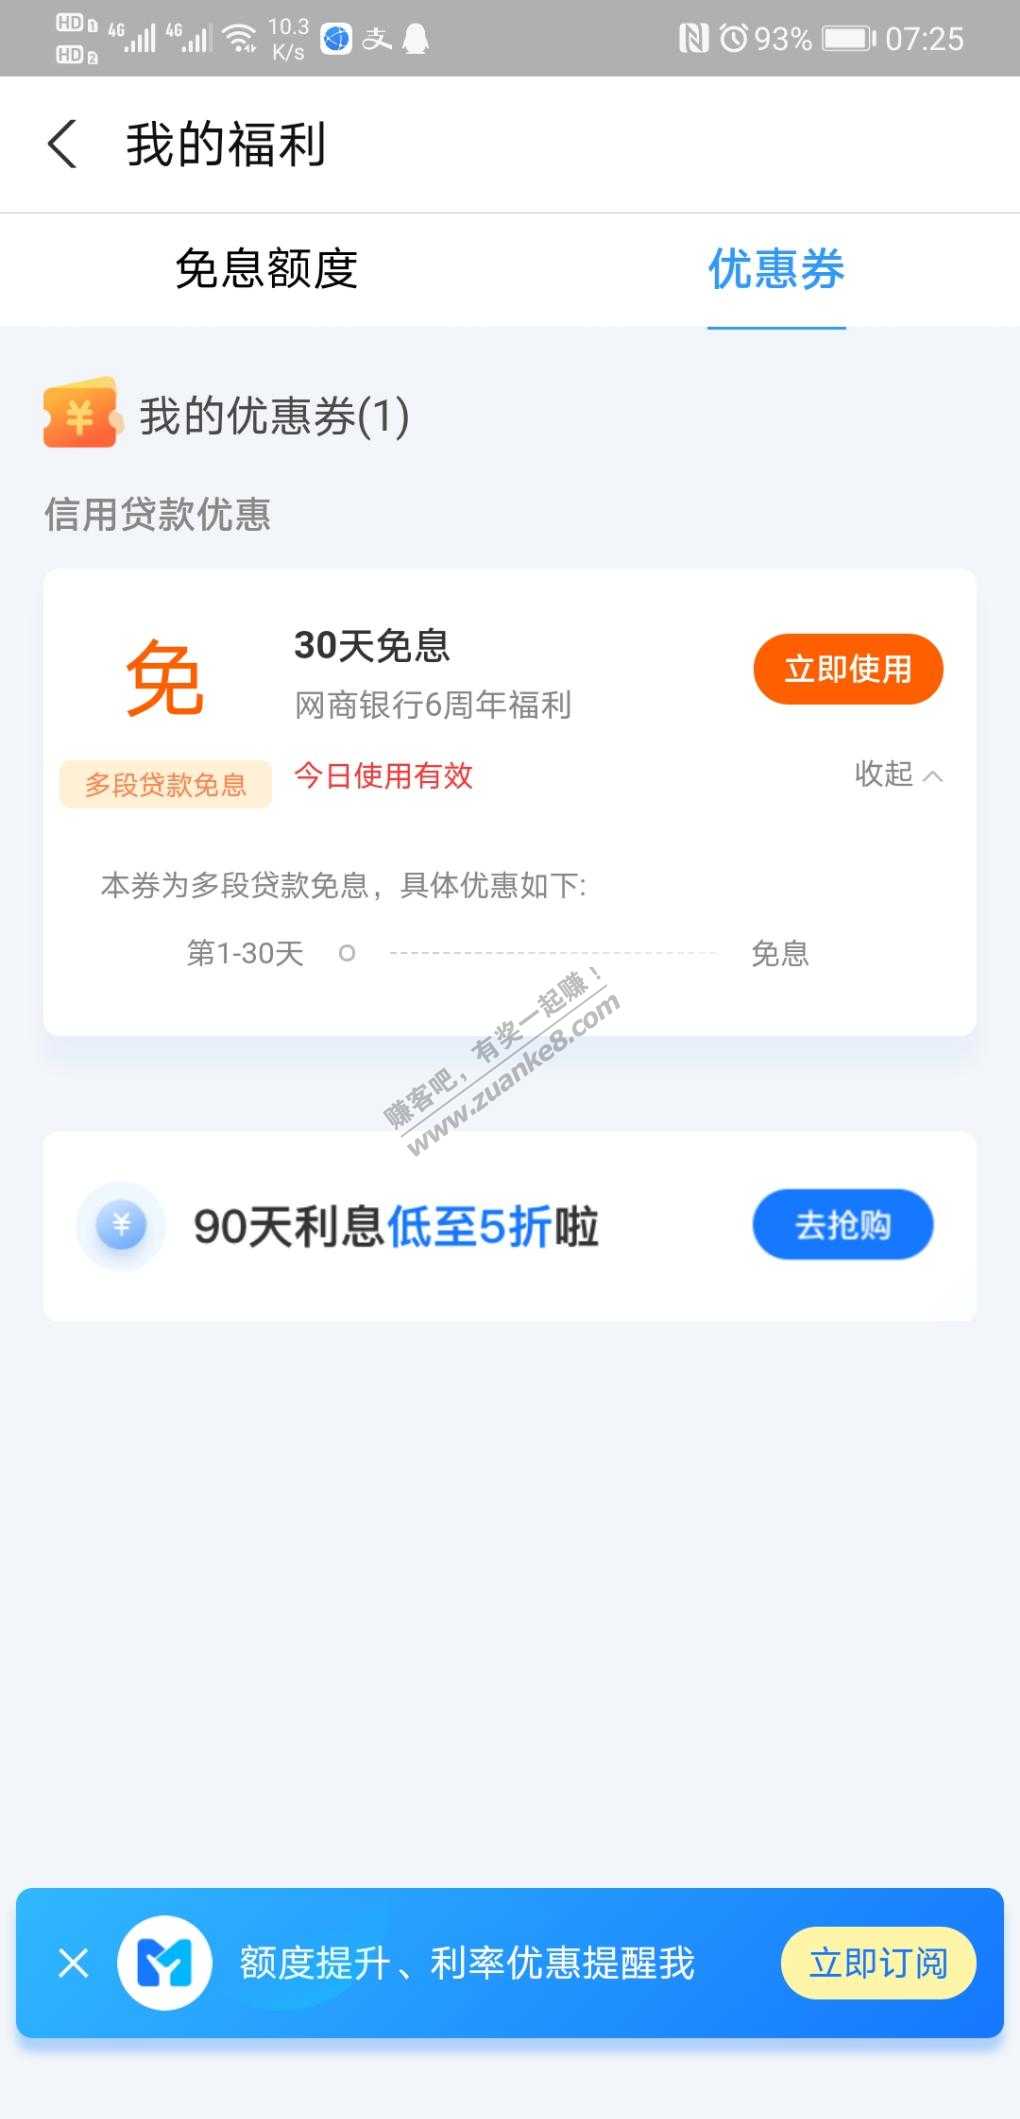 HD 1 4G 4G 10.3 K/s 支 93% 07:25
HD 2
我的福利
免息额度 优惠券
¥ 我的优惠券(1)
信用贷款优惠
免 30天免息 立即使用
网商银行6周年福利
多段贷款免息 今日使用有效 收起
本券为多段贷款免息，具体优惠如下:
第1-30天 免息
赚客吧，有奖一起赚！
www.zuanke8.com
¥ 90天利息低至5折啦 去抢购
额度提升、利率优惠提醒我 立即订阅